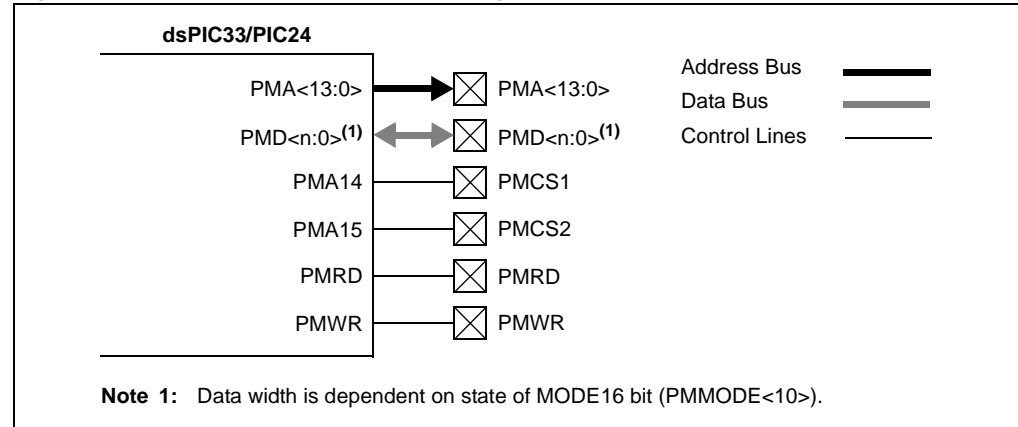 dsPIC33/PIC24
PMA<13:0> PMA<13:0> Address Bus
PMD<n:0>(1) PMD<n:0>(1) Data Bus
PMA14 PMCS1 Control Lines
PMA15 PMCS2
PMRD PMRD
PMWR PMWR
Note 1: Data width is dependent on state of MODE16 bit (PMMODE<10>).